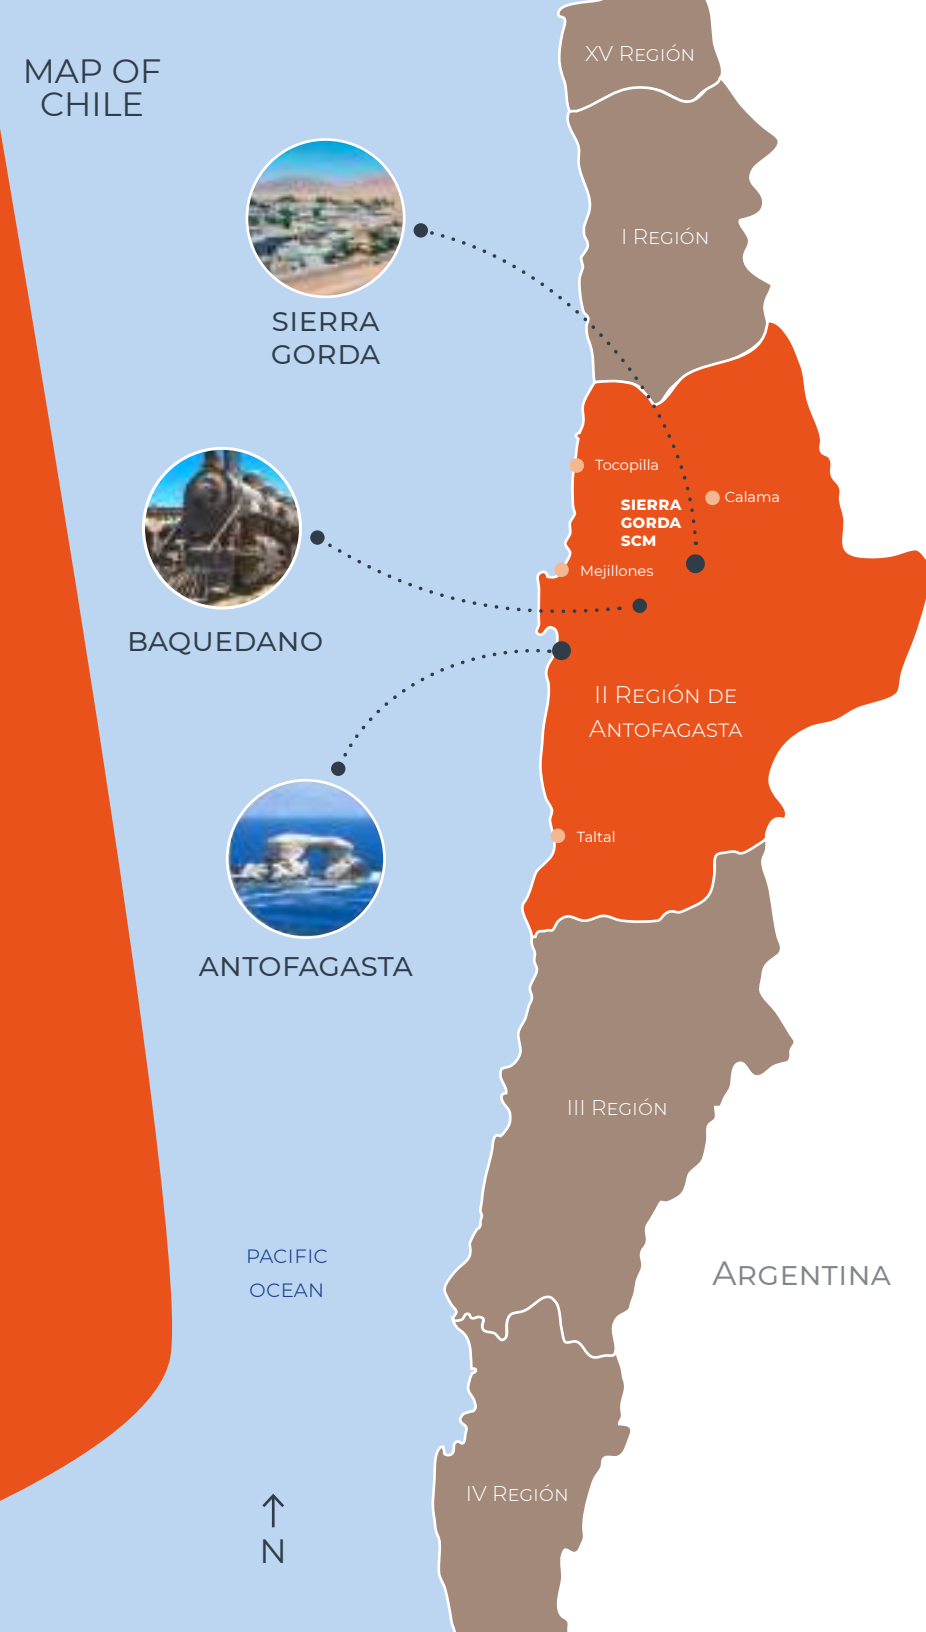 MAP OF
CHILE
XV REGIÓN
I REGIÓN
SIERRA
GORDA
Tocopilla
Calama
SIERRA
GORDA
SCM
Mejillones
BAQUEDANO
II REGIÓN DE
ANTOFAGASTA
Taltal
ANTOFAGASTA
III REGIÓN
PACIFIC
OCEAN
ARGENTINA
IV REGIÓN
N